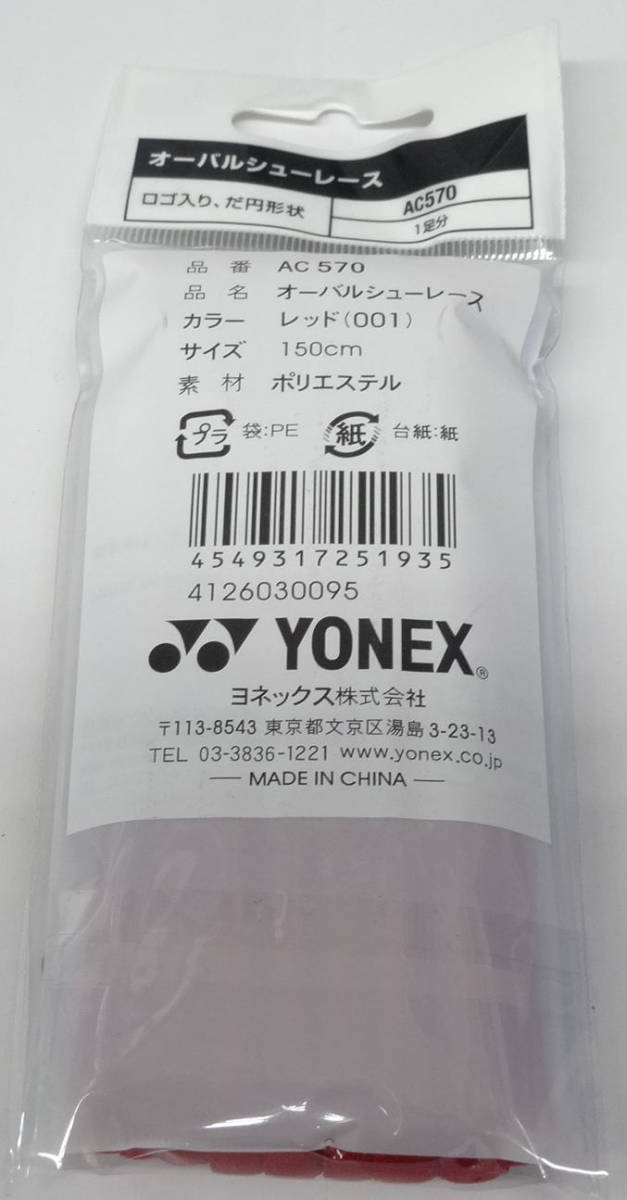 オーバルシューレース
ロゴ入り、だ円形状
AC570
1足分
品番 AC 570
品名 オーバルシューレース
カラー レッド(001)
サイズ 150cm
素材 ポリエステル
プラ 袋:PE 紙 台紙:紙
4549317251935
4126030095
YONEX®
ヨネックス株式会社
〒113-8543 東京都文京区湯島 3-23-13
TEL 03-3836-1221 www.yonex.co.jp
— MADE IN CHINA —